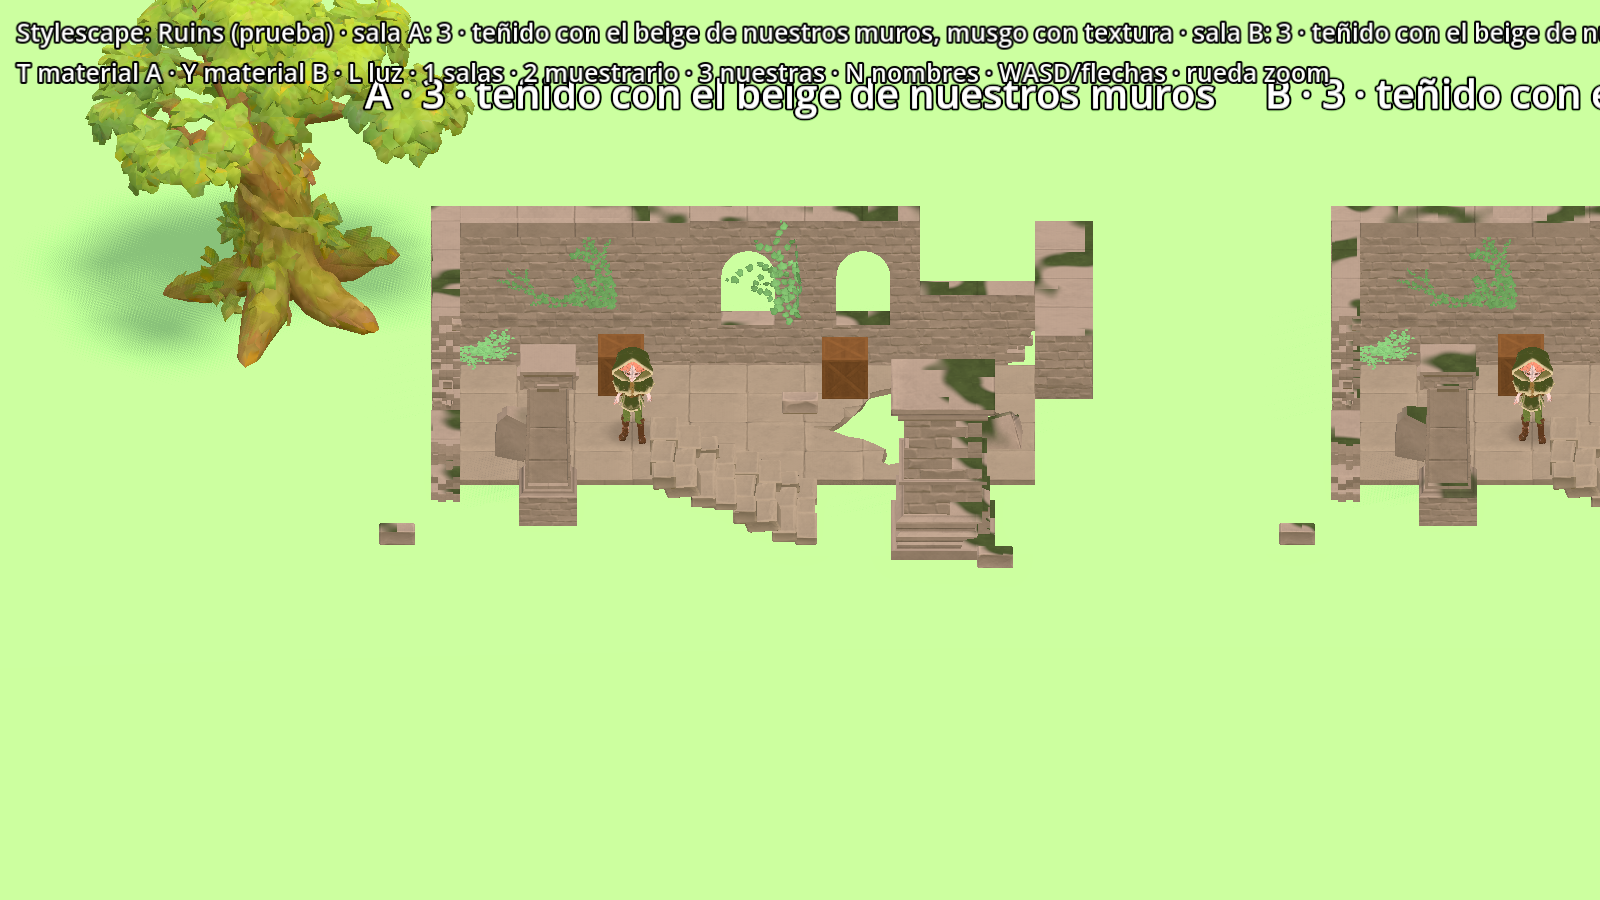 Stylescape: Ruins (prueba) · sala A: 3 · teñido con el beige de nuestros muros, musgo con textura · sala B: 3 · teñido con el beige de
T material A · Y material B · L luz · 1 salas · 2 muestrario · 3 nuestras · N nombres · WASD/flechas · rueda zoom
A · 3 · teñido con el beige de nuestros muros
B · 3 · teñido con